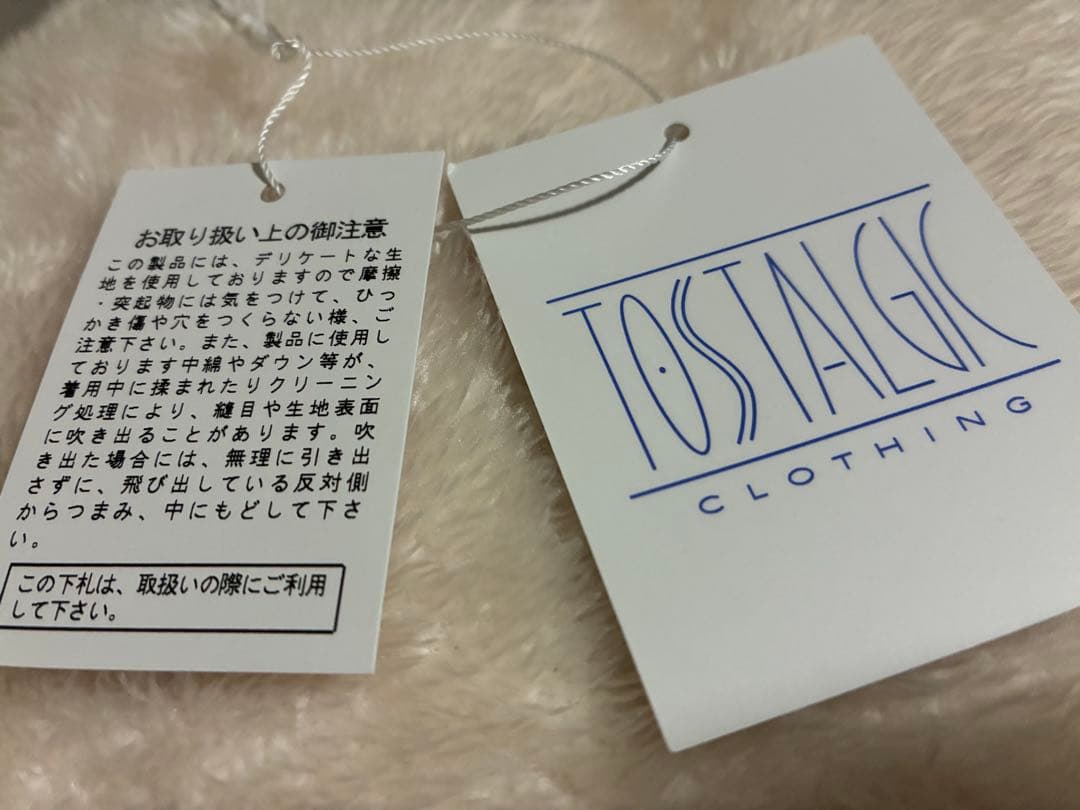 お取り扱い上の御注意
この製品には、デリケートな生
地を使用しておりますので摩擦
・突起物には気をつけて、ひっ
かき傷や穴をつくらない様、ご
注意下さい。また、製品に使用し
ております中綿やダウン等が、
着用中に揉まれたりクリーニン
グ処理により、縫目や生地表面
に吹き出ることがあります。吹
き出た場合には、無理に引き出
さずに、飛び出している反対側
からつまみ、中にもどして下さ
い。
この下札は、取扱いの際にご利用
して下さい。
TOSTALGIC
CLOTHING